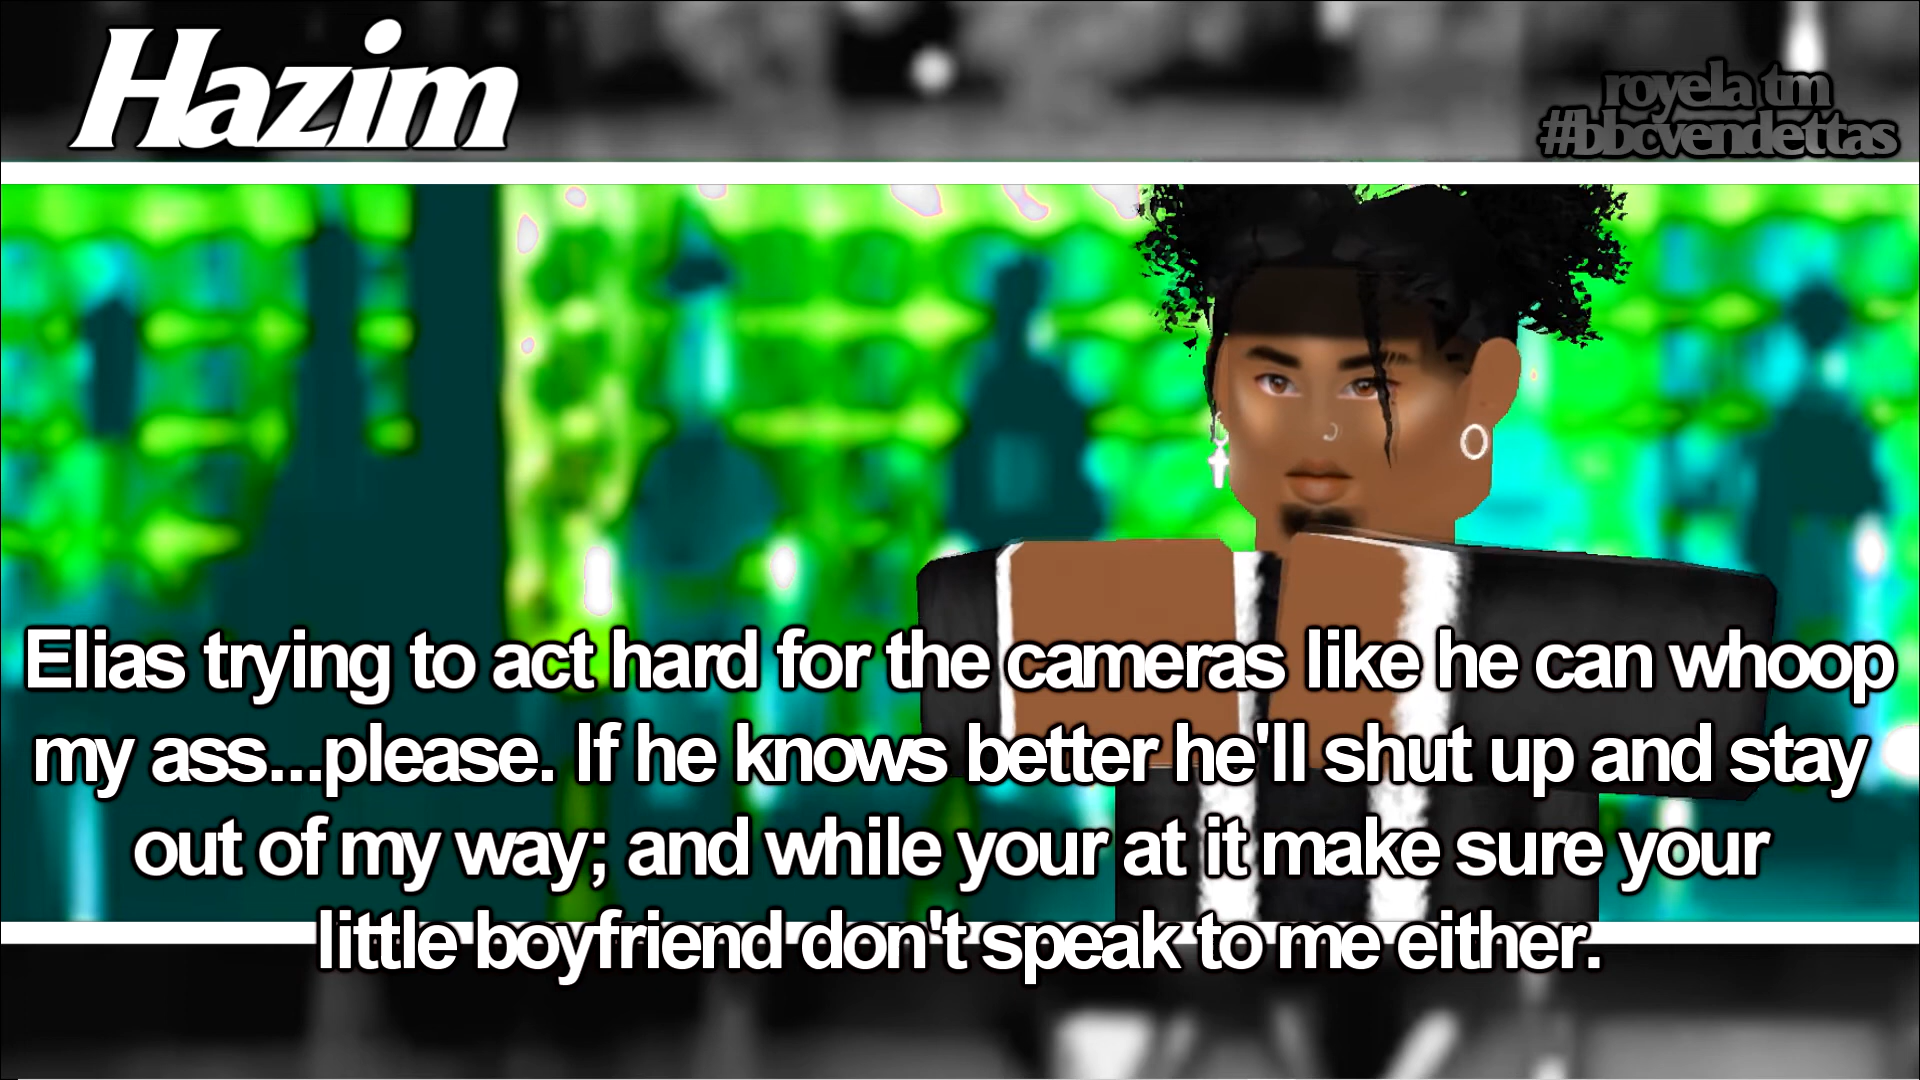 Hazim
royela tm
#bbcvendettas
Elias trying to act hard for the cameras like he can whoop
my ass...please. If he knows better he'll shut up and stay
out of my way; and while your at it make sure your
little boyfriend don't speak to me either.